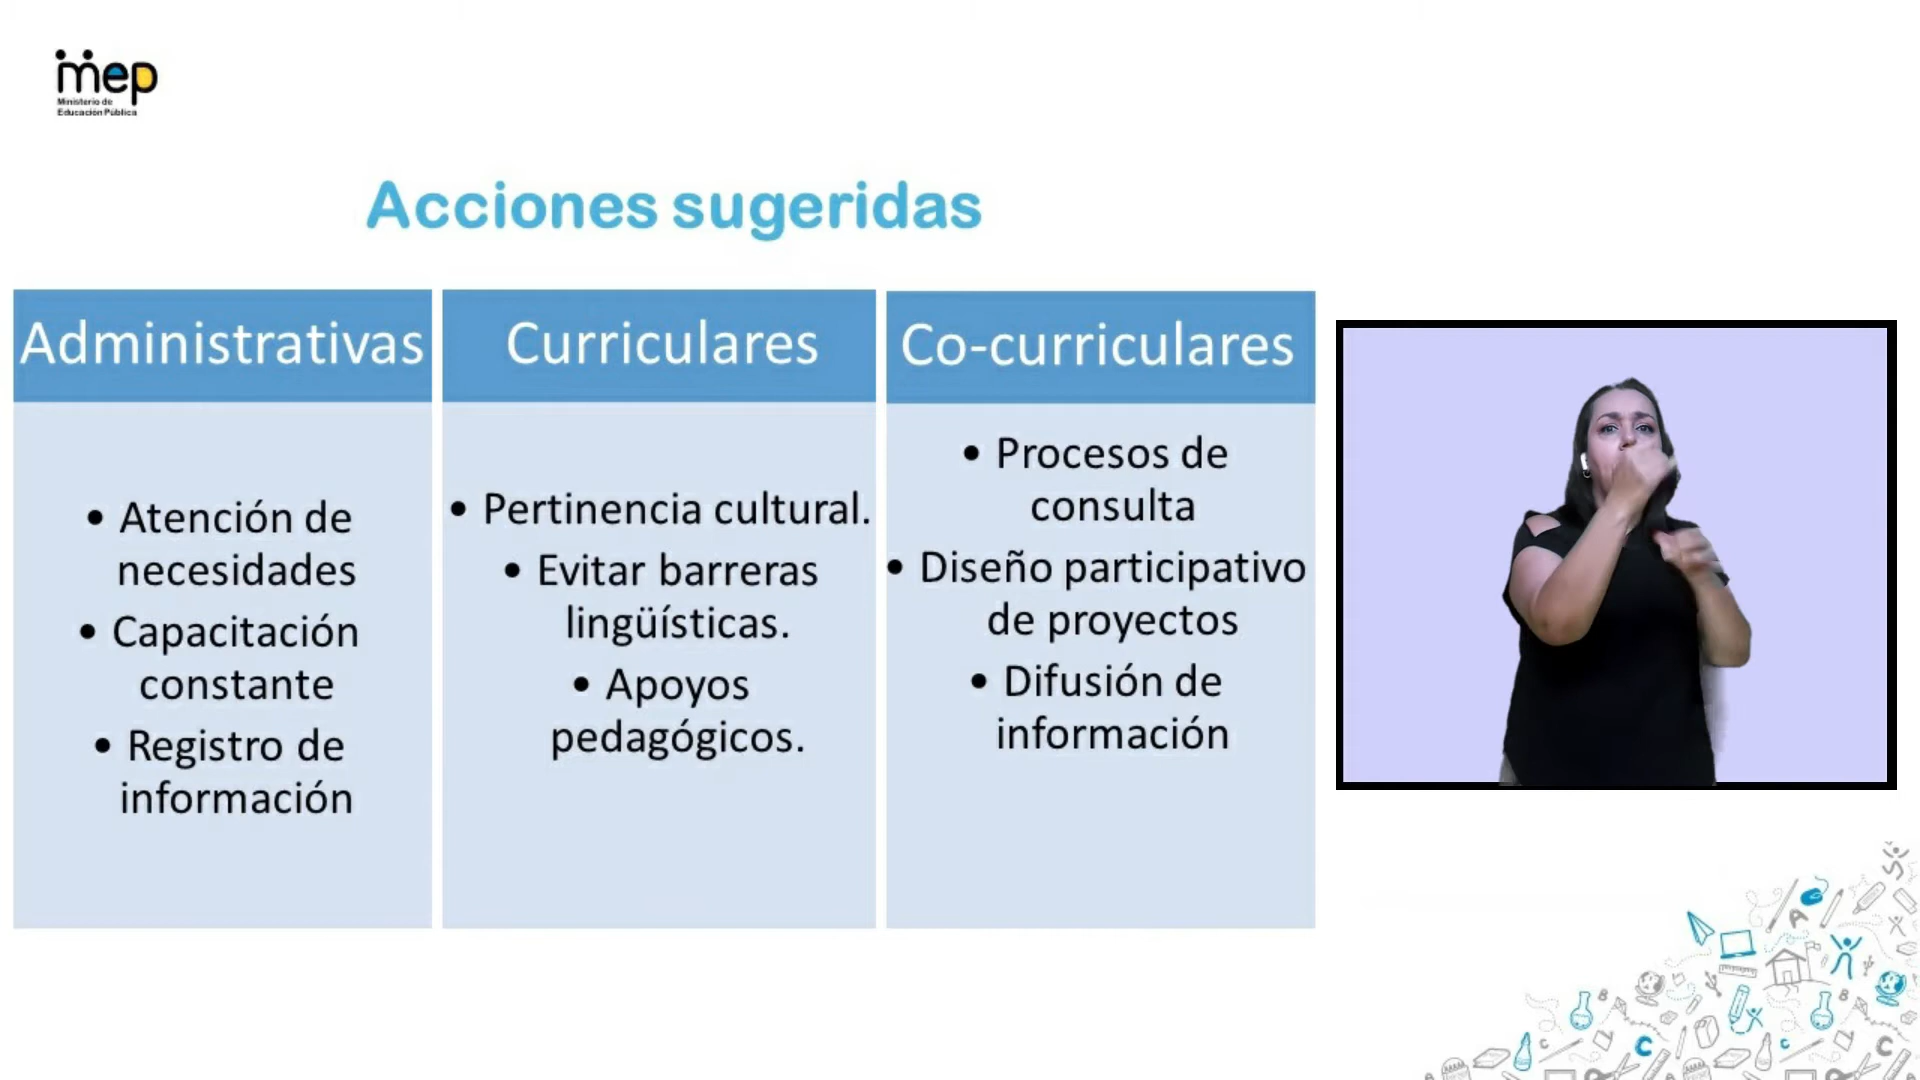 mep
Ministerio de
Educación Pública
Acciones sugeridas
Administrativas
• Atención de
necesidades
• Capacitación
constante
• Registro de
información
Curriculares
• Pertinencia cultural.
• Evitar barreras
lingüísticas.
• Apoyos
pedagógicos.
Co-curriculares
• Procesos de
consulta
• Diseño participativo
de proyectos
• Difusión de
información